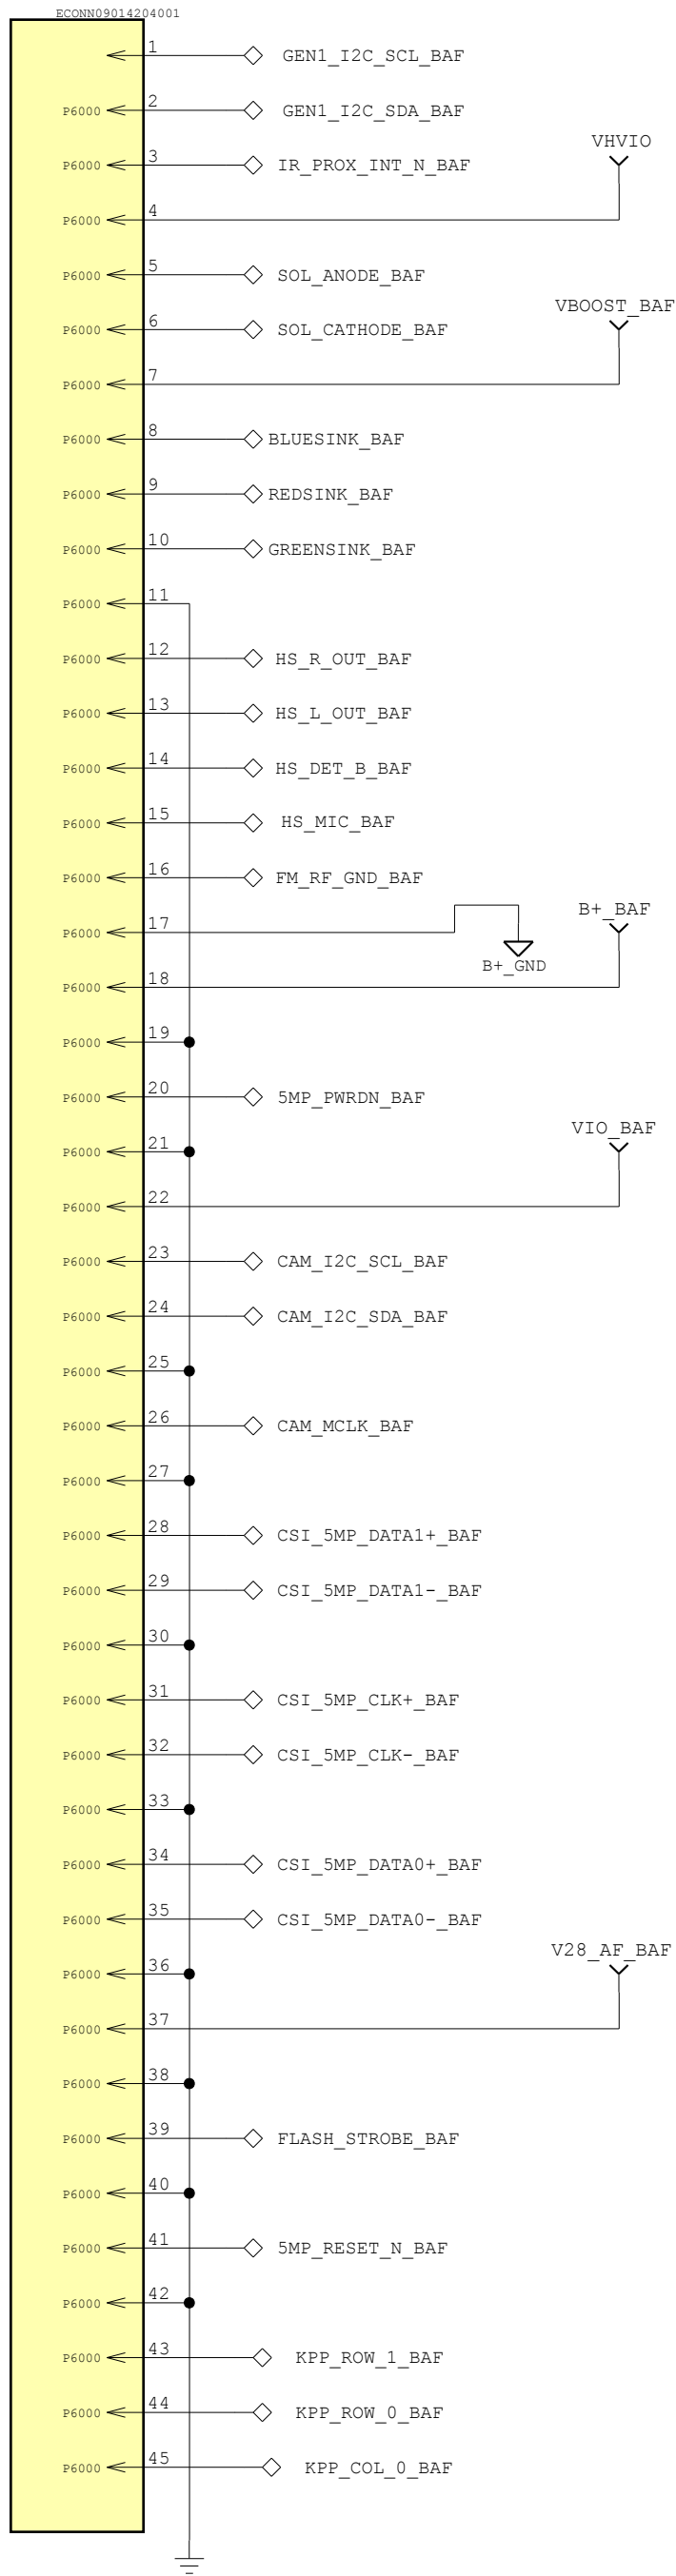 ECONN09014204001
1 GEN1_I2C_SCL_BAF
P6000 2 GEN1_I2C_SDA_BAF
VHVIO
P6000 3 IR_PROX_INT_N_BAF
P6000 4
P6000 5 SOL_ANODE_BAF
VBOOST_BAF
P6000 6 SOL_CATHODE_BAF
P6000 7
P6000 8 BLUESINK_BAF
P6000 9 REDSINK_BAF
P6000 10 GREENSINK_BAF
P6000 11
P6000 12 HS_R_OUT_BAF
P6000 13 HS_L_OUT_BAF
P6000 14 HS_DET_B_BAF
P6000 15 HS_MIC_BAF
P6000 16 FM_RF_GND_BAF
B+_BAF
P6000 17
B+_GND
P6000 18
P6000 19
P6000 20 5MP_PWRDN_BAF
VIO_BAF
P6000 21
P6000 22
P6000 23 CAM_I2C_SCL_BAF
P6000 24 CAM_I2C_SDA_BAF
P6000 25
P6000 26 CAM_MCLK_BAF
P6000 27
P6000 28 CSI_5MP_DATA1+_BAF
P6000 29 CSI_5MP_DATA1-_BAF
P6000 30
P6000 31 CSI_5MP_CLK+_BAF
P6000 32 CSI_5MP_CLK-_BAF
P6000 33
P6000 34 CSI_5MP_DATA0+_BAF
P6000 35 CSI_5MP_DATA0-_BAF
V28_AF_BAF
P6000 36
P6000 37
P6000 38
P6000 39 FLASH_STROBE_BAF
P6000 40
P6000 41 5MP_RESET_N_BAF
P6000 42
P6000 43 KPP_ROW_1_BAF
P6000 44 KPP_ROW_0_BAF
P6000 45 KPP_COL_0_BAF